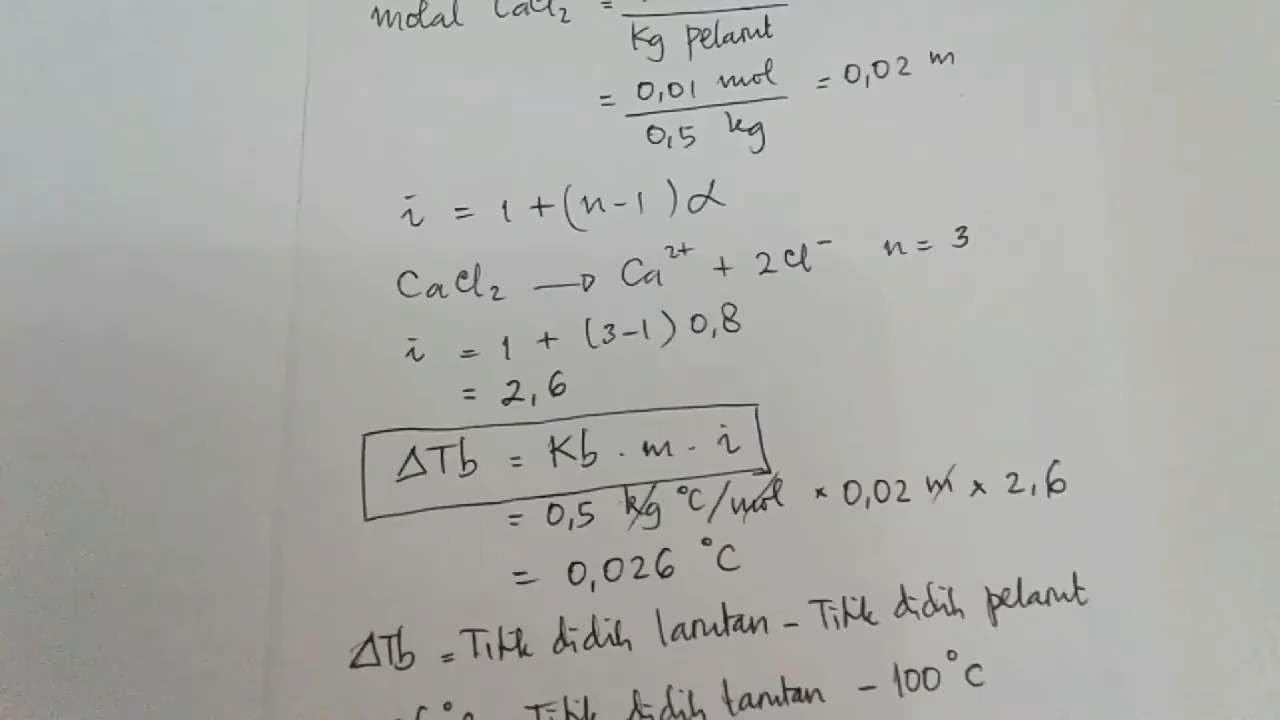 molal CaCl₂ =
Kg pelarut
= 0,01 mol = 0,02 m
0,5 kg
i = 1 + (n-1)α
CaCl₂ → Ca²⁺ + 2Cl⁻ n = 3
i = 1 + (3-1) 0,8
= 2,6
ΔTb = Kb . m . i
= 0,5 kg °C/mol × 0,02 m × 2,6
= 0,026 °C
ΔTb = Titik didih larutan - Titik didih pelarut
Titik didih larutan - 100°C